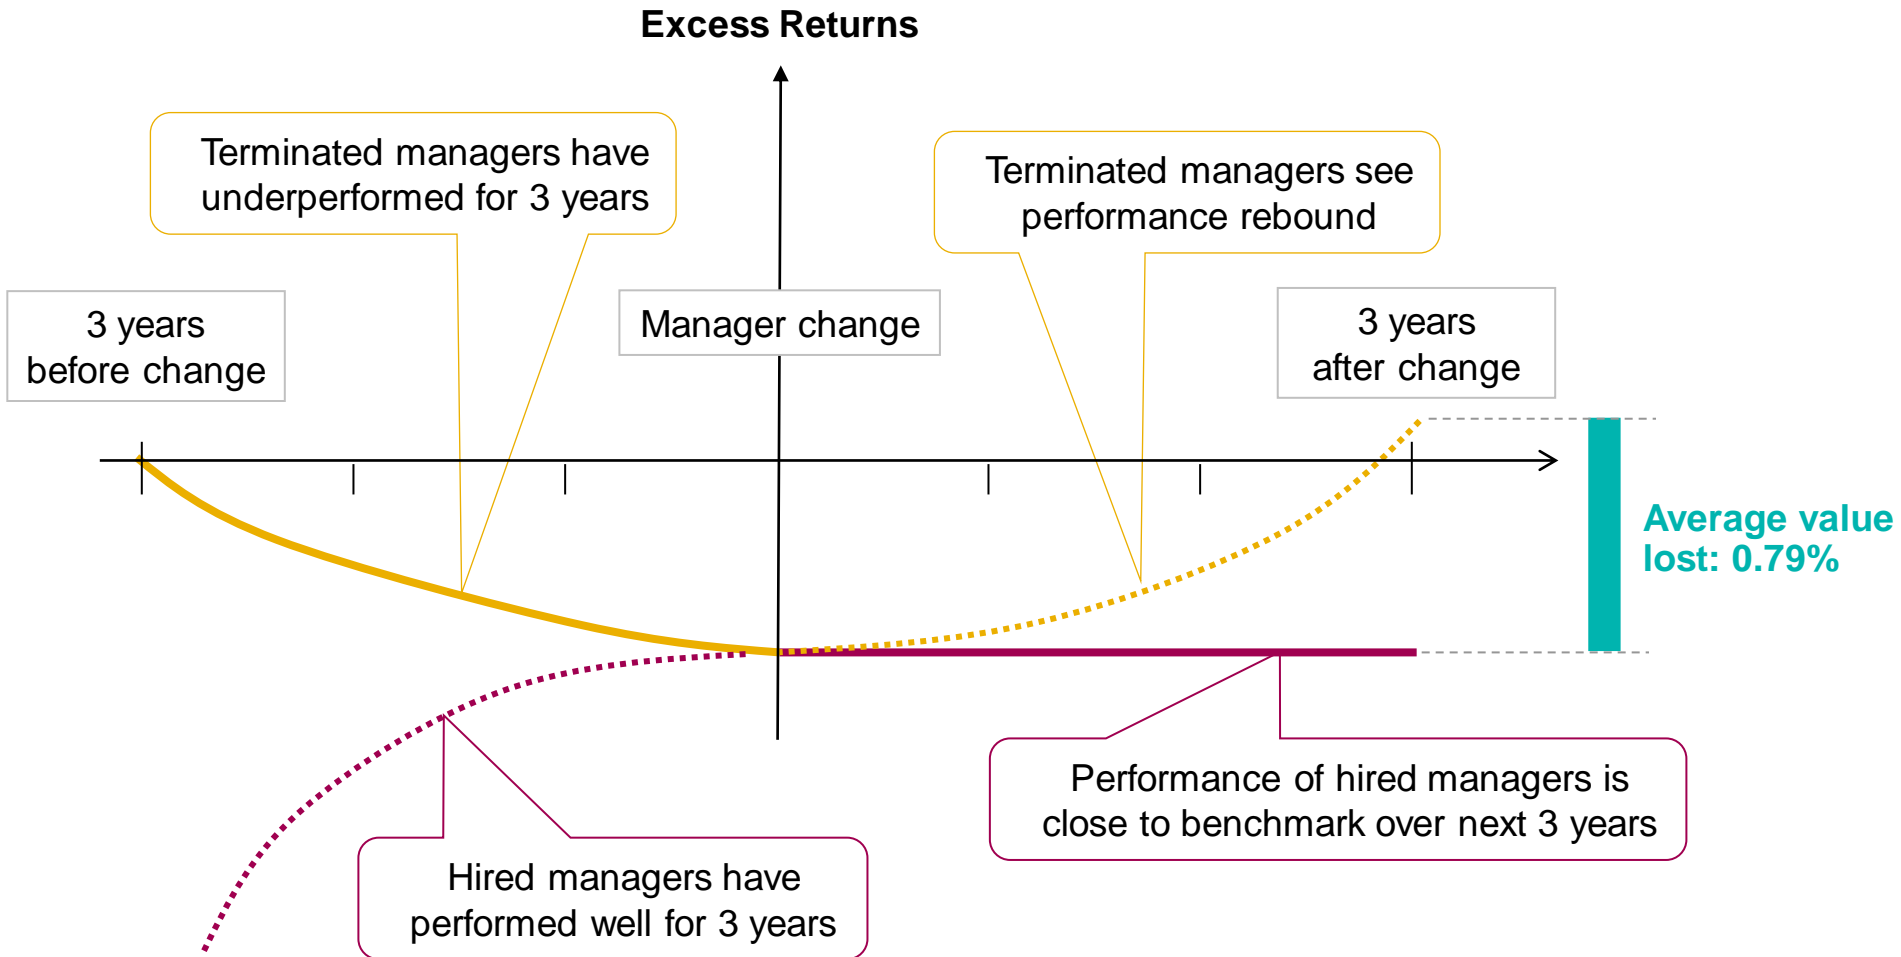 Excess Returns
Terminated managers have
underperformed for 3 years
Terminated managers see
performance rebound
3 years
before change
Manager change
3 years
after change
Average value
lost: 0.79%
Performance of hired managers is
close to benchmark over next 3 years
Hired managers have
performed well for 3 years